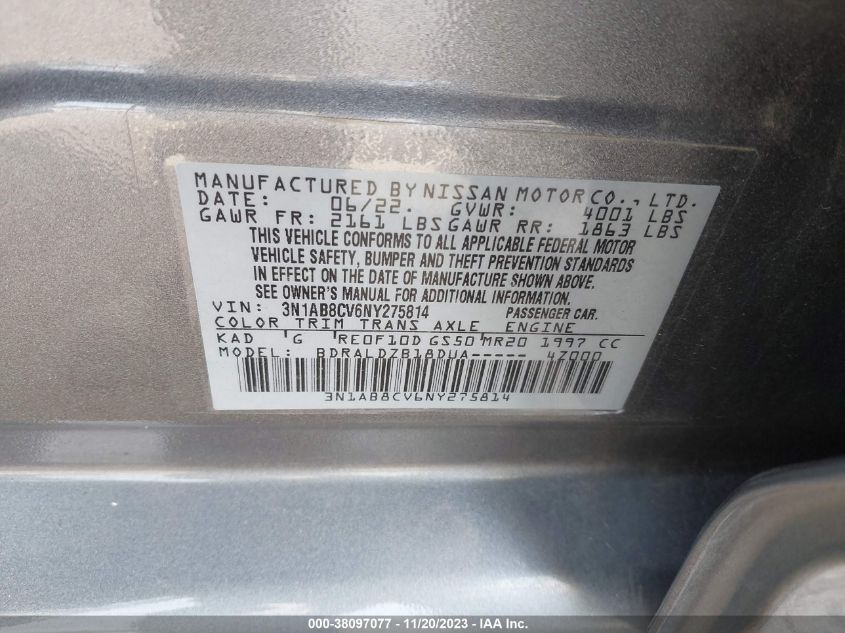 MANUFACTURED BY NISSAN MOTOR CO., LTD.
DATE: 06/22. GVWR: 4001 LBS
GAWR FR: 2161 LBS GAWR RR: 1863 LBS
THIS VEHICLE CONFORMS TO ALL APPLICABLE FEDERAL MOTOR
VEHICLE SAFETY, BUMPER AND THEFT PREVENTION STANDARDS
IN EFFECT ON THE DATE OF MANUFACTURE SHOWN ABOVE.
SEE OWNER'S MANUAL FOR ADDITIONAL INFORMATION.
VIN: 3N1AB8CV6NY275814 PASSENGER CAR.
COLOR TRIM TRANS AXLE ENGINE
KAD G RE0F10D GS50 MR20 1997 CC
MODEL: BDRALDZB18DUA----- 4Z000
3N1AB8CV6NY275814
000-38097077 - 11/20/2023 - IAA Inc.